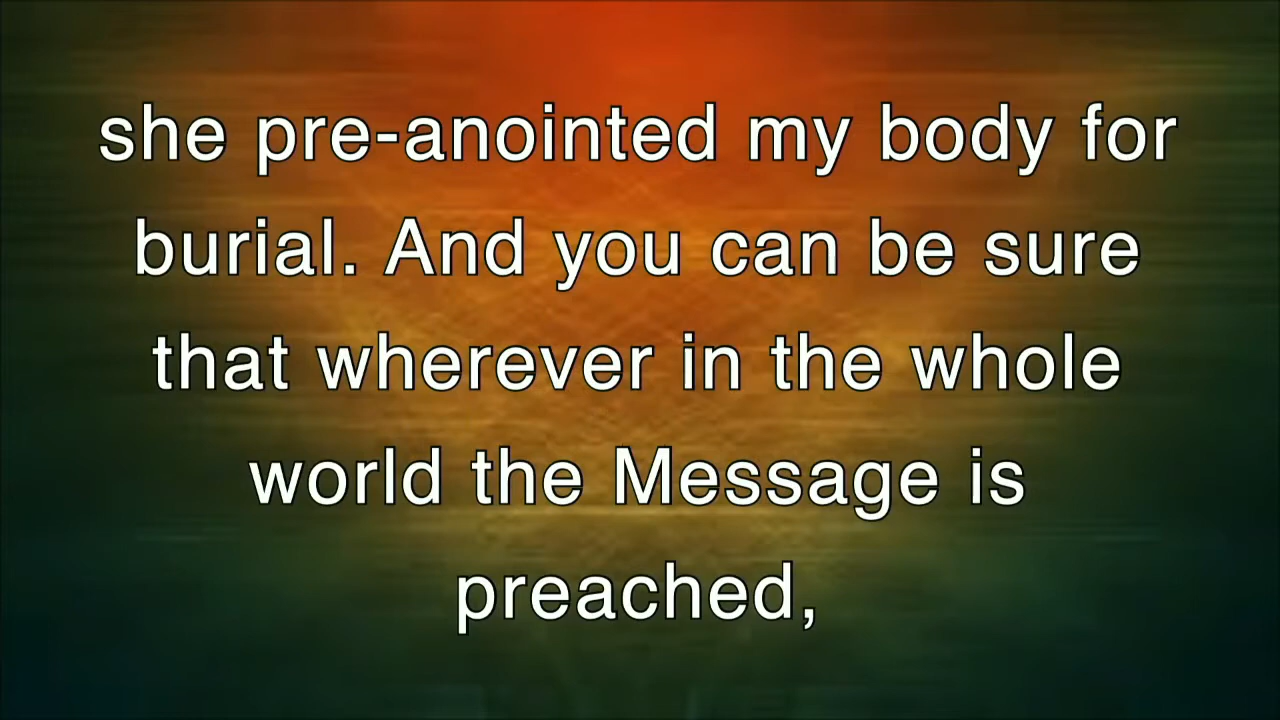 she pre-anointed my body for
burial. And you can be sure
that wherever in the whole
world the Message is
preached,